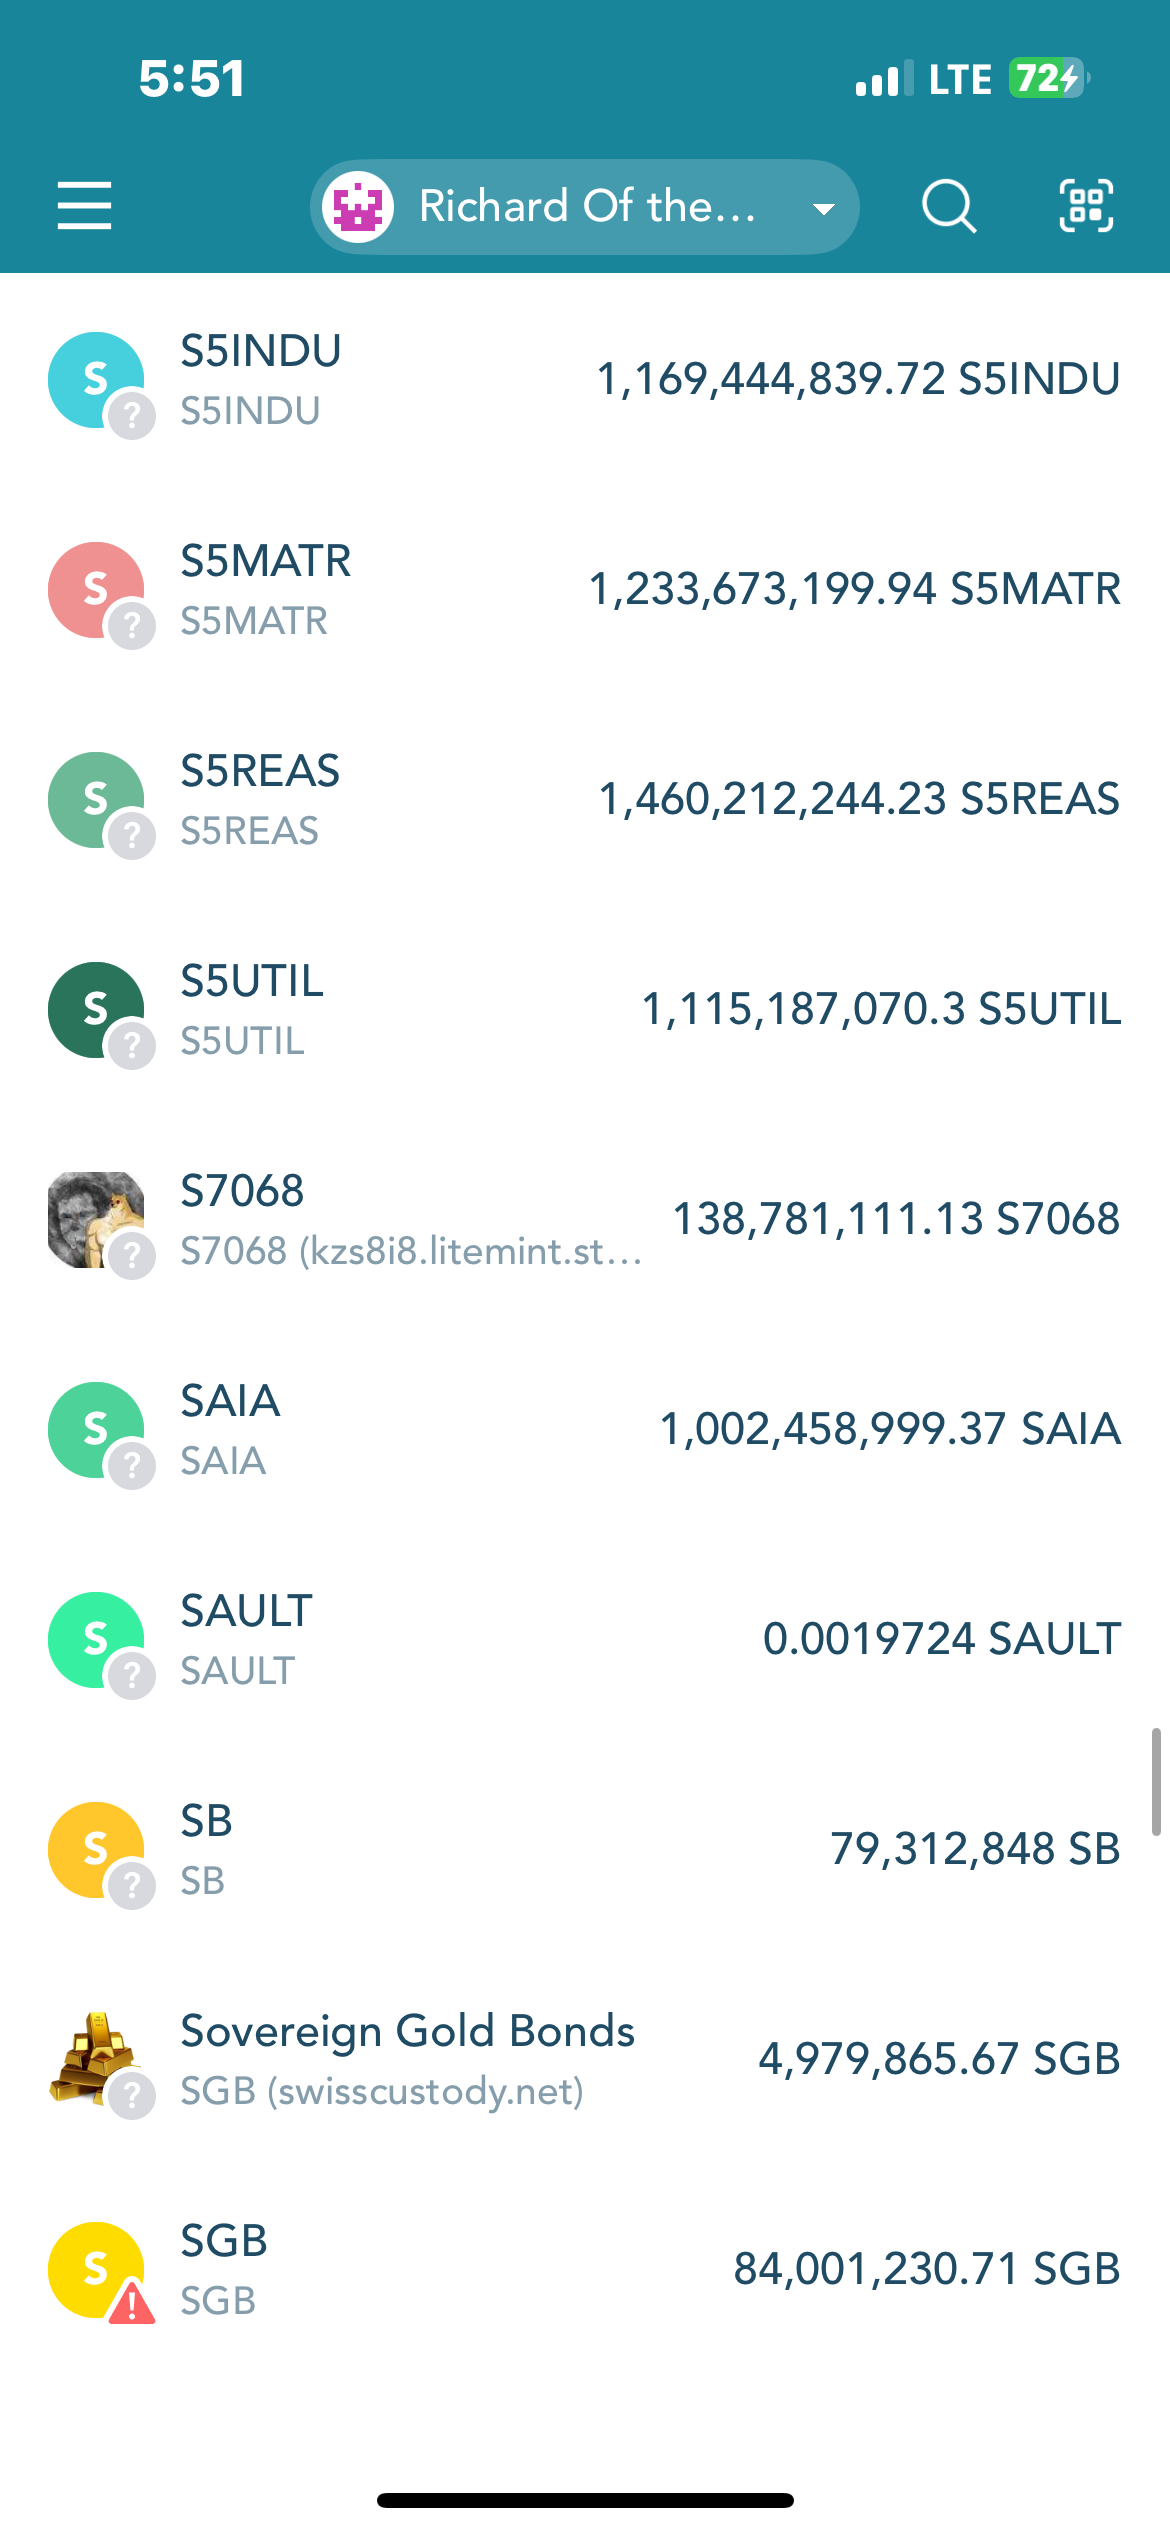 5:51
LTE 72
Richard Of the...
S
?
S5INDU
S5INDU
1,169,444,839.72 S5INDU
S
?
S5MATR
S5MATR
1,233,673,199.94 S5MATR
S
?
S5REAS
S5REAS
1,460,212,244.23 S5REAS
S
?
S5UTIL
S5UTIL
1,115,187,070.3 S5UTIL
?
S7068
S7068 (kzs8i8.litemint.st...
138,781,111.13 S7068
S
?
SAIA
SAIA
1,002,458,999.37 SAIA
S
?
SAULT
SAULT
0.0019724 SAULT
S
?
SB
SB
79,312,848 SB
?
Sovereign Gold Bonds
SGB (swisscustody.net)
4,979,865.67 SGB
S
!
SGB
SGB
84,001,230.71 SGB